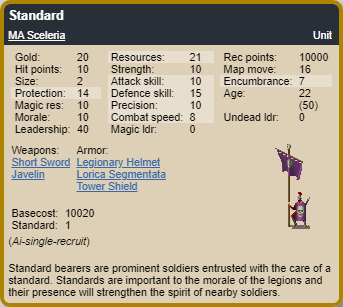 Standard
MA Sceleria Unit
Gold: 20 Resources: 21 Rec points: 10000
Hit points: 10 Strength: 10 Map move: 16
Size: 2 Attack skill: 10 Encumbrance: 7
Protection: 14 Defence skill: 15 Age: 22
Magic res: 10 Precision: 10 (50)
Morale: 10 Combat speed: 8 Undead ldr: 0
Leadership: 40 Magic ldr: 0
Weapons: Armor:
Short Sword Legionary Helmet
Javelin Lorica Segmentata
Tower Shield
Basecost: 10020
Standard: 1
(Ai-single-recruit)
Standard bearers are prominent soldiers entrusted with the care of a
standard. Standards are important to the morale of the legions and
their presence will strengthen the spirit of nearby soldiers.